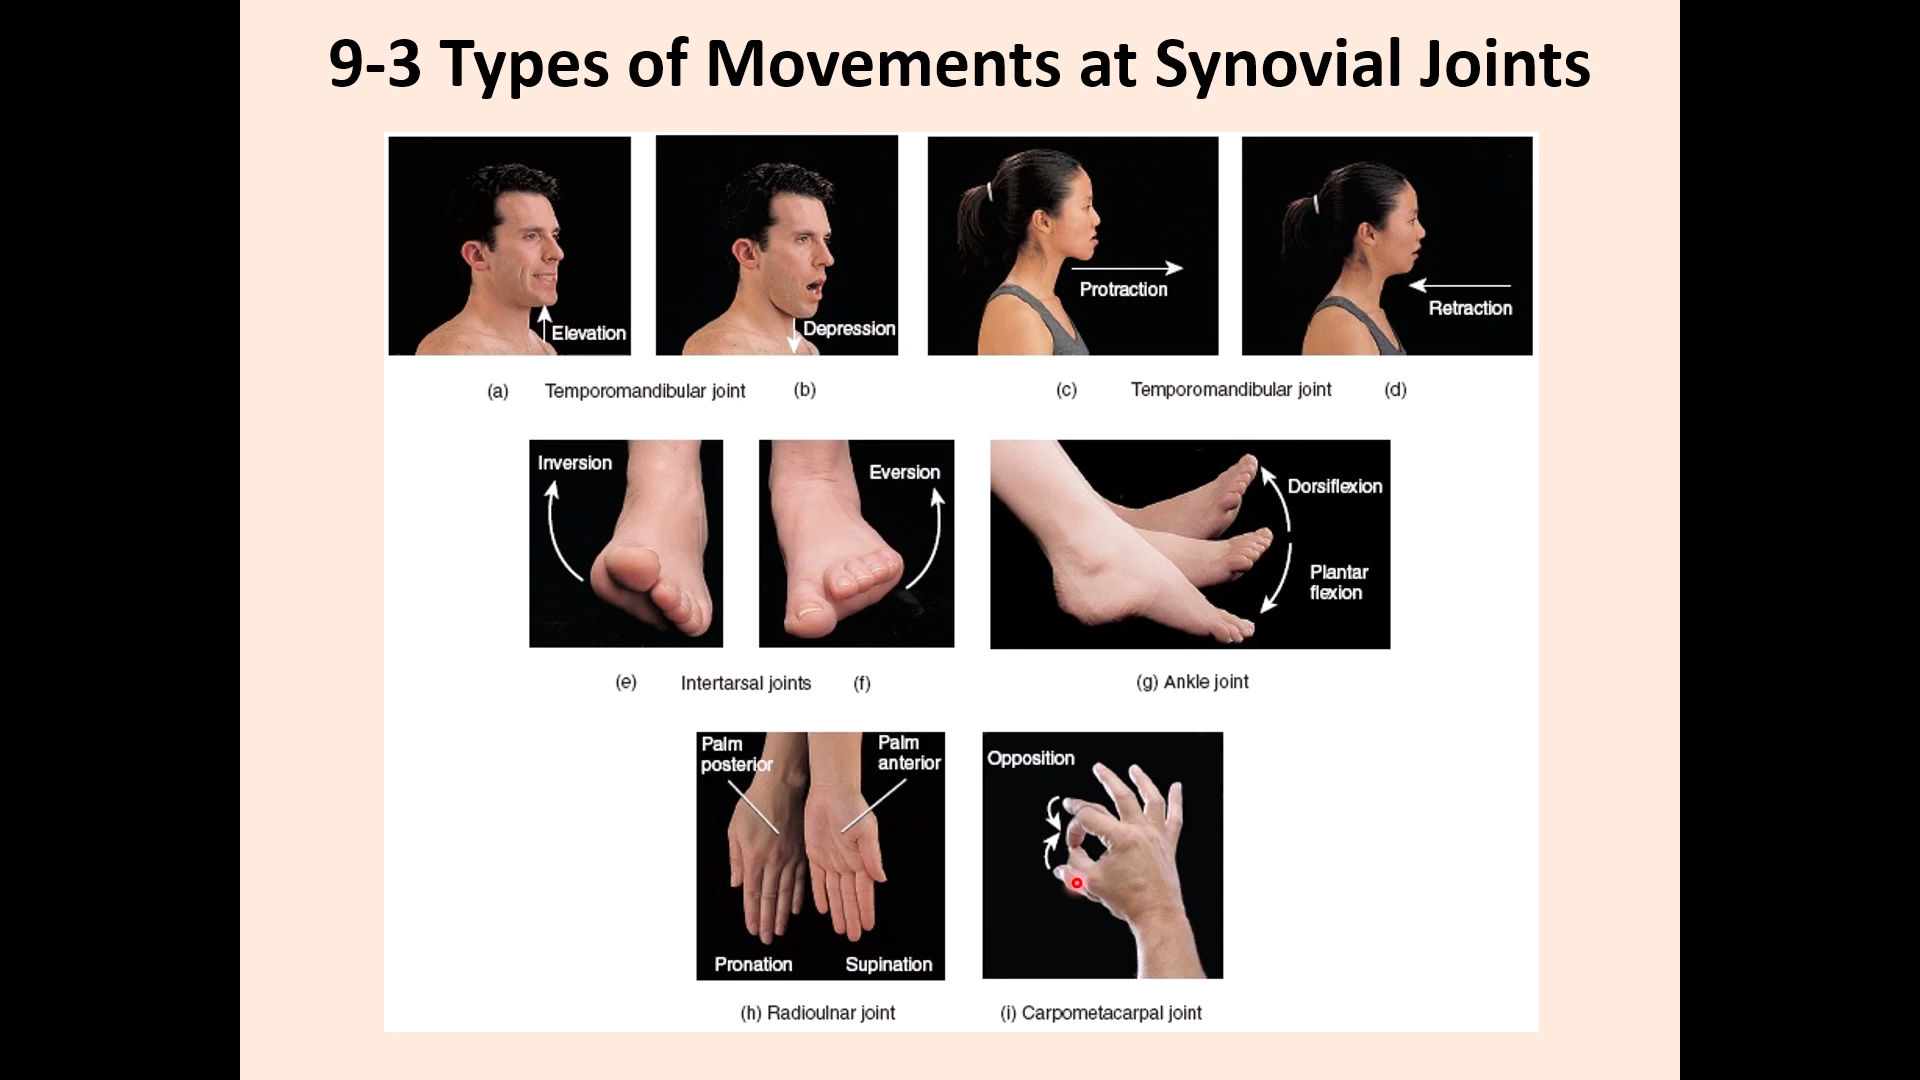 9-3 Types of Movements at Synovial Joints
Elevation
Depression
Protraction
Retraction
(a) Temporomandibular joint (b)
(c) Temporomandibular joint (d)
Inversion
Eversion
Dorsiflexion
Plantar
flexion
(e) Intertarsal joints (f)
(g) Ankle joint
Palm
posterior
Palm
anterior
Pronation
Supination
Opposition
(h) Radioulnar joint
(i) Carpometacarpal joint